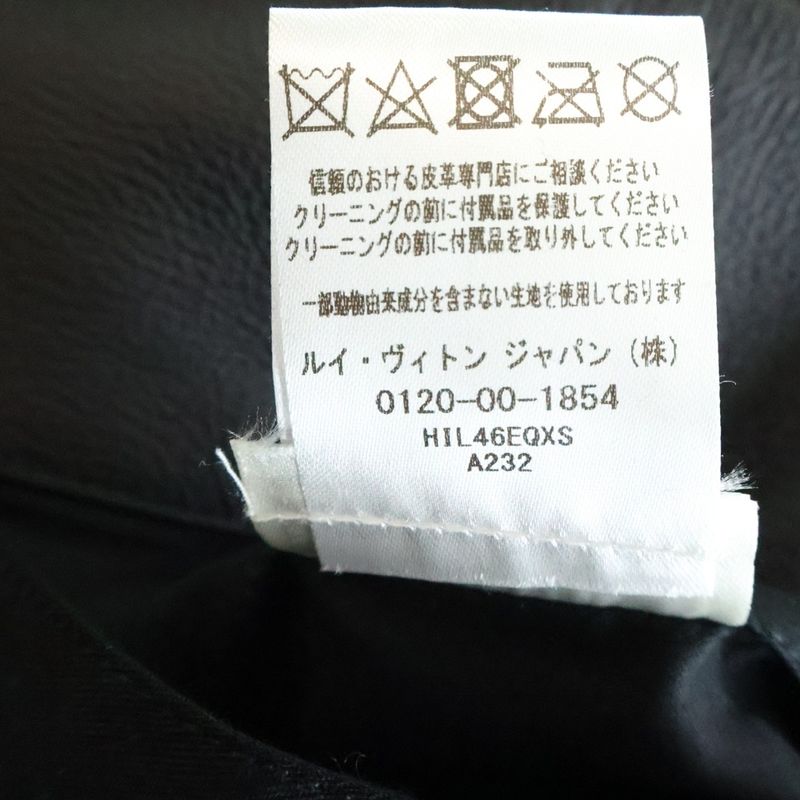 信頼のおける皮革専門店にご相談ください
クリーニングの前に付属品を保護してください
クリーニングの前に付属品を取り外してください
一部動物由来成分を含まない生地を使用しております
ルイ・ヴィトン ジャパン（株）
0120-00-1854
HIL46EQXS
A232